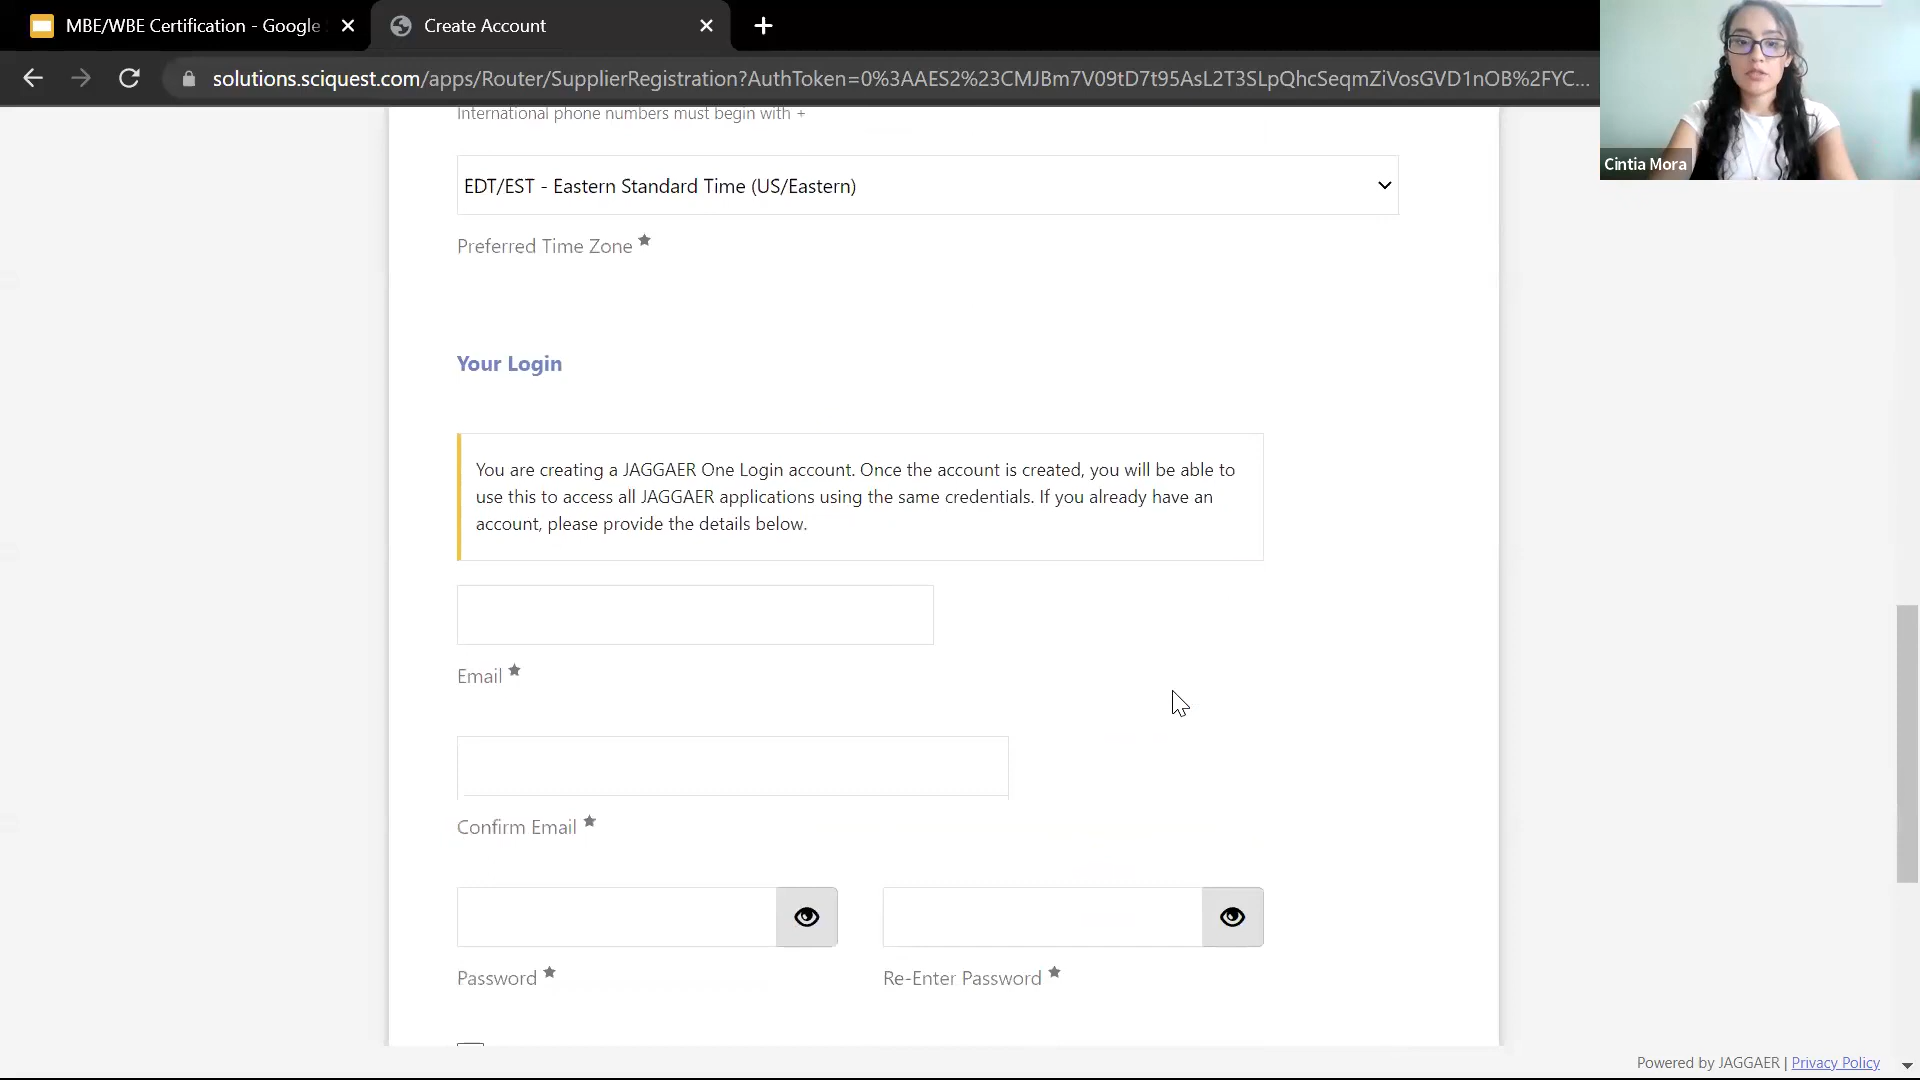 MBE/WBE Certification - Google
Create Account
solutions.sciquest.com/apps/Router/SupplierRegistration?AuthToken=0%3AAES2%23CMJBm7V09tD7t95AsL2T3SLpQhcSeqmZiVosGVD1nOB%2FYC...
Cintia Mora
International phone numbers must begin with +
EDT/EST - Eastern Standard Time (US/Eastern)
Preferred Time Zone ★
Your Login
You are creating a JAGGAER One Login account. Once the account is created, you will be able to
use this to access all JAGGAER applications using the same credentials. If you already have an
account, please provide the details below.
Email ★
Confirm Email ★
Password ★
Re-Enter Password ★
Powered by JAGGAER | Privacy Policy